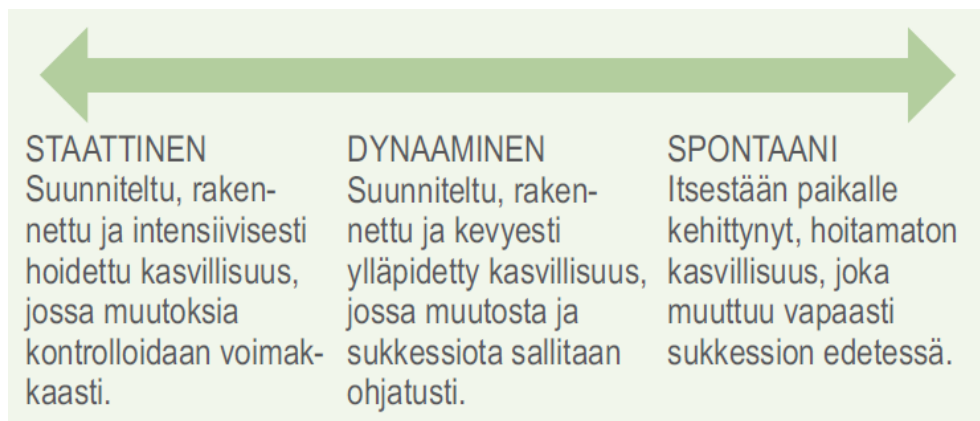 STAATTINEN
Suunniteltu, raken-
nettu ja intensiivisesti
hoidettu kasvillisuus,
jossa muutoksia
kontrolloidaan voimak-
kaasti.
DYNAAMINEN
Suunniteltu, raken-
nettu ja kevyesti
ylläpidetty kasvillisuus,
jossa muutosta ja
sukkessiota sallitaan
ohjatusti.
SPONTAANI
Itsestään paikalle
kehittynyt, hoitamaton
kasvillisuus, joka
muuttuu vapaasti
sukkession edetessä.